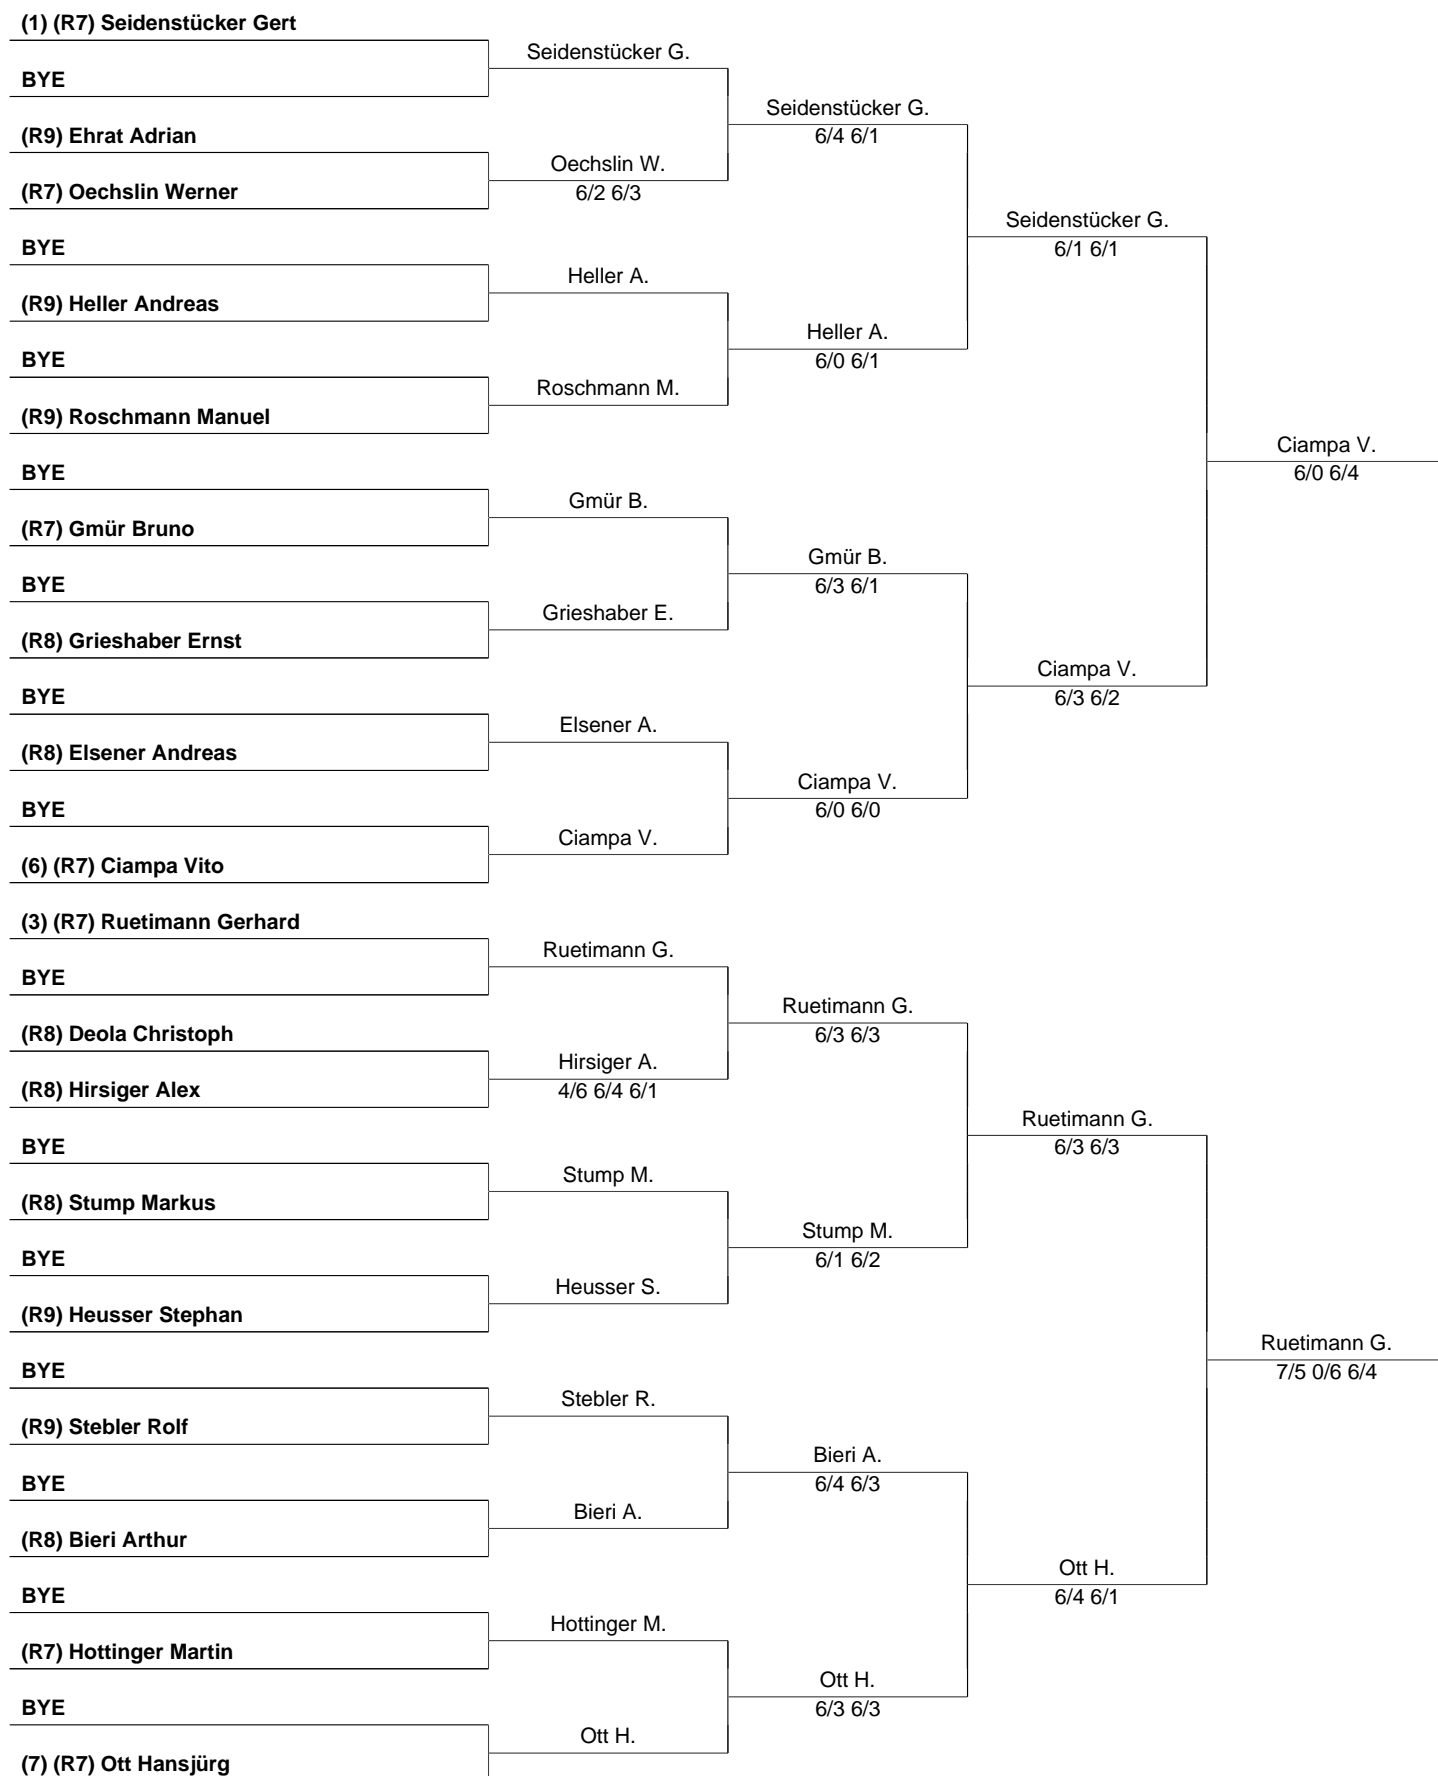 (1) (R7) Seidenstücker Gert
Seidenstücker G.
BYE
Seidenstücker G.
6/4 6/1
(R9) Ehrat Adrian
Oechslin W.
6/2 6/3
(R7) Oechslin Werner
Seidenstücker G.
6/1 6/1
BYE
Heller A.
(R9) Heller Andreas
Heller A.
6/0 6/1
BYE
Roschmann M.
(R9) Roschmann Manuel
Ciampa V.
6/0 6/4
BYE
Gmür B.
(R7) Gmür Bruno
Gmür B.
6/3 6/1
BYE
Grieshaber E.
(R8) Grieshaber Ernst
Ciampa V.
6/3 6/2
BYE
Elsener A.
(R8) Elsener Andreas
Ciampa V.
6/0 6/0
BYE
Ciampa V.
(6) (R7) Ciampa Vito
(3) (R7) Ruetimann Gerhard
Ruetimann G.
BYE
Ruetimann G.
6/3 6/3
(R8) Deola Christoph
Hirsiger A.
4/6 6/4 6/1
(R8) Hirsiger Alex
Ruetimann G.
6/3 6/3
BYE
Stump M.
(R8) Stump Markus
Stump M.
6/1 6/2
BYE
Heusser S.
(R9) Heusser Stephan
Ruetimann G.
7/5 0/6 6/4
BYE
Stebler R.
(R9) Stebler Rolf
Bieri A.
6/4 6/3
BYE
Bieri A.
(R8) Bieri Arthur
Ott H.
6/4 6/1
BYE
Hottinger M.
(R7) Hottinger Martin
Ott H.
6/3 6/3
BYE
Ott H.
(7) (R7) Ott Hansjürg